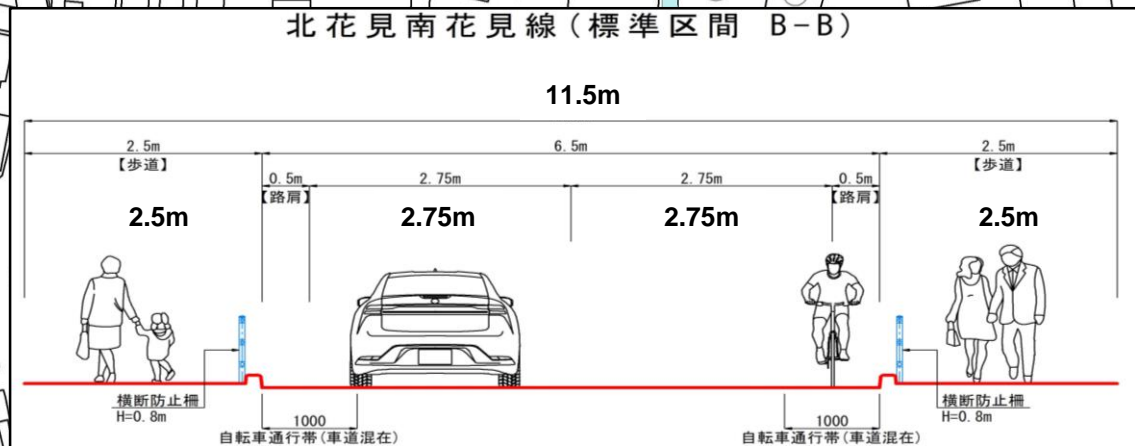 北花見南花見線(標準区間 B-B)
11.5m
2.5m 6.5m 2.5m
【歩道】 【歩道】
0.5m 2.75m 2.75m 0.5m
【路肩】 【路肩】
2.5m 2.75m 2.75m 2.5m
横断防止柵 横断防止柵
H=0.8m H=0.8m
1000 1000
自転車通行帯(車道混在) 自転車通行帯(車道混在)